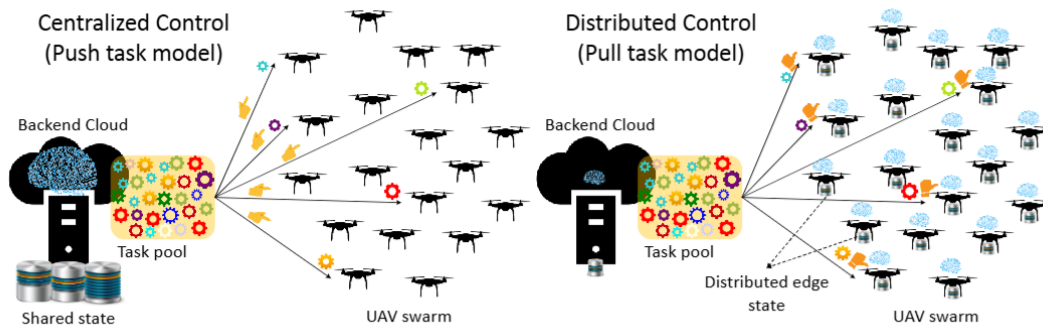 Centralized Control
(Push task model)
Backend Cloud
Task pool
Shared state
UAV swarm
Distributed Control
(Pull task model)
Backend Cloud
Task pool
Distributed edge
state
UAV swarm